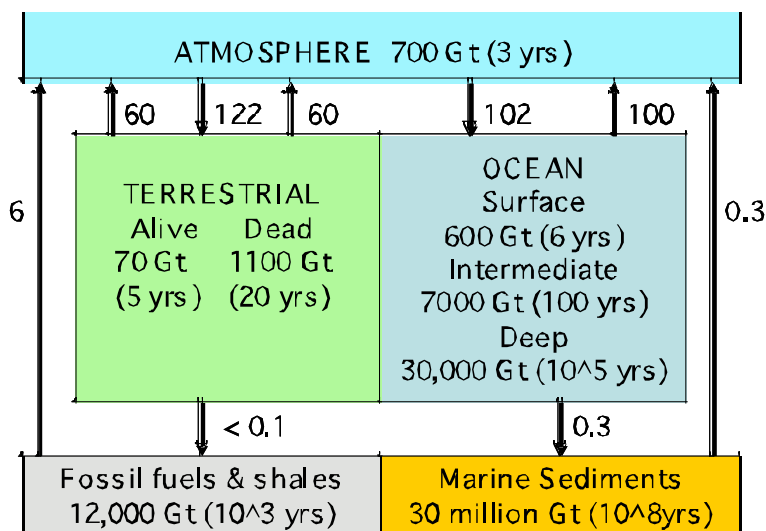 ATMOSPHERE 700 Gt (3 yrs)
60
122
60
102
100
6
0.3
TERRESTRIAL
Alive Dead
70 Gt 1100 Gt
(5 yrs) (20 yrs)
OCEAN
Surface
600 Gt (6 yrs)
Intermediate
7000 Gt (100 yrs)
Deep
30,000 Gt (10^5 yrs)
< 0.1
0.3
Fossil fuels & shales
12,000 Gt (10^3 yrs)
Marine Sediments
30 million Gt (10^8yrs)